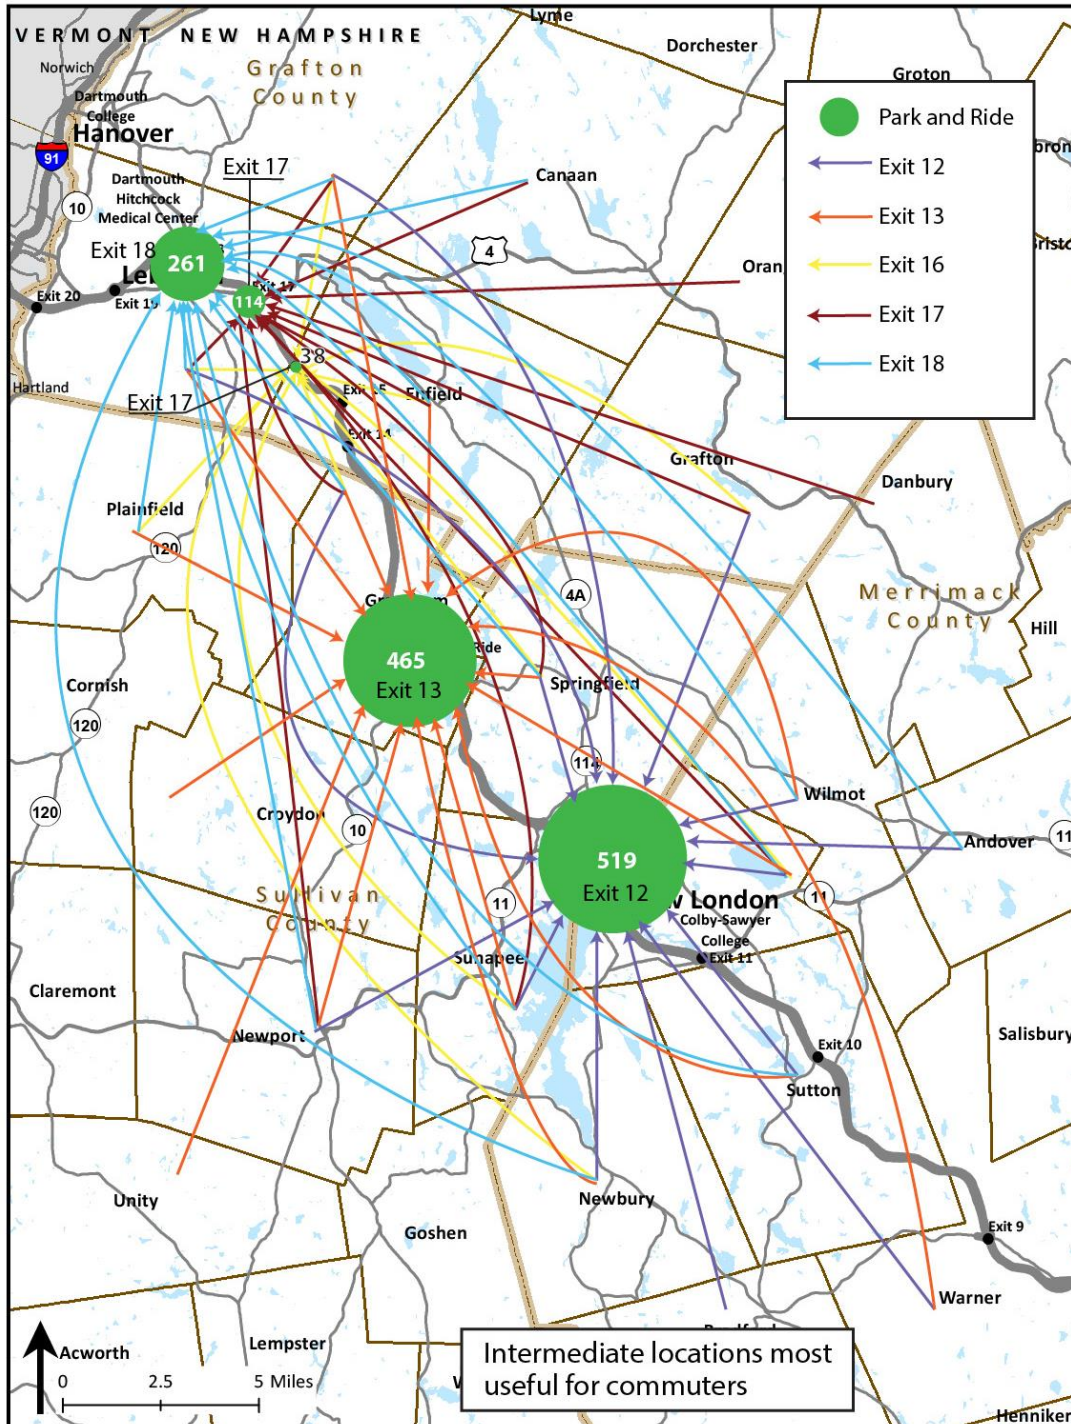 Lyme
VERMONT NEW HAMPSHIRE
Dorchester
Norwich
Grafton
County
Groton
Dartmouth
College
Hanover
91
Park and Ride
Exit 12
Exit 13
Exit 16
Exit 17
Exit 18
Exit 17
Canaan
Dartmouth
Hitchcock
Medical Center
10
4
Exit 18
261
114
Exit 20
38
Hartland
Exit 17
Enfield
Grafton
Danbury
Plainfield
120
4A
Merrimack
County
Hill
465
Exit 13
Ride
Springfield
Cornish
120
114
Wilmot
120
Croydon
10
Andover
11
519
Exit 12
Sullivan
County
11
w London
11
Colby-Sawyer
College
Exit 11
Sunapee
Claremont
Newport
Salisbury
Exit 10
Sutton
Unity
Newbury
Goshen
Exit 9
Warner
Acworth
Lempster
Intermediate locations most
useful for commuters
0 2.5 5 Miles
Henniker